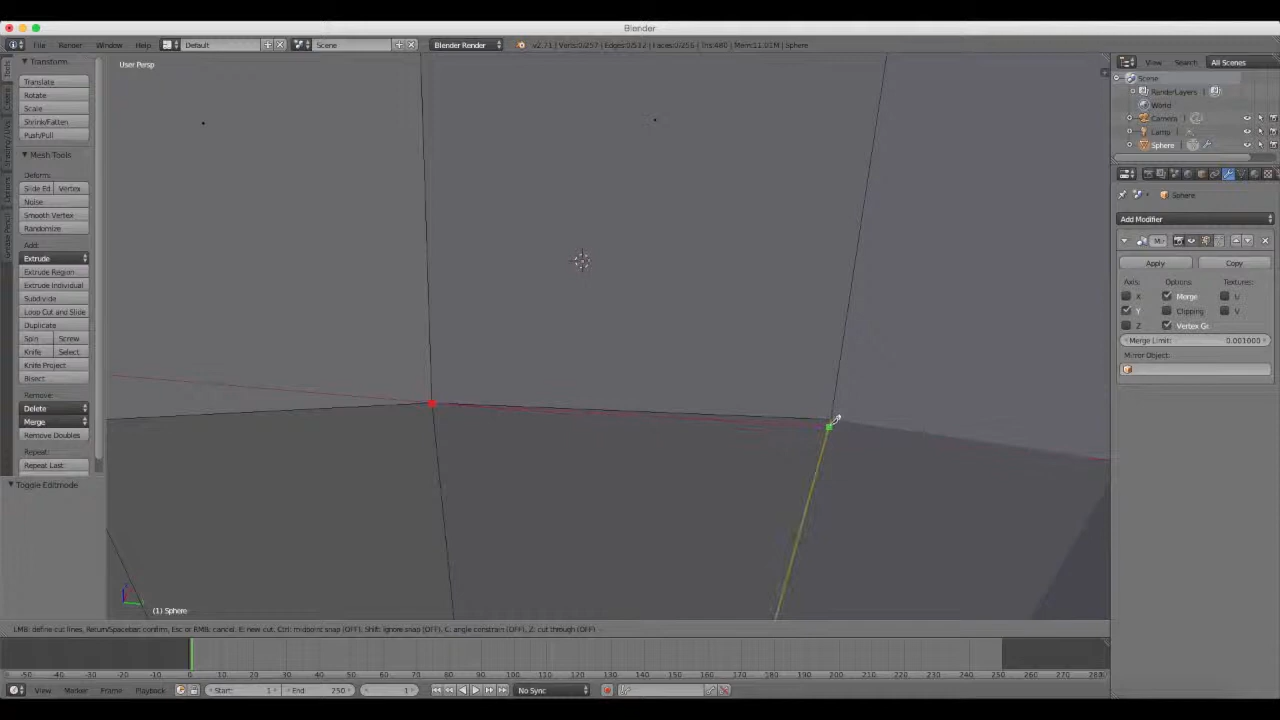 Blender
File Render Window Help Default Scene Blender Render v2.71 | Verts:0/257 | Edges:0/512 | Faces:0/256 | Tris:480 | Mem:11.01M | Sphere
Transform
Translate
Rotate
Scale
Shrink/Fatten
Push/Pull
Mesh Tools
Deform:
Slide Ed Vertex
Noise
Smooth Vertex
Randomize
Add:
Extrude
Extrude Region
Extrude Individual
Subdivide
Loop Cut and Slide
Duplicate
Spin Screw
Knife Select
Knife Project
Bisect
Remove:
Delete
Merge
Remove Doubles
Repeat:
Repeat Last
Toggle Editmode
Tools
Options
Grease Pencil
User Persp
(1) Sphere
LMB: define cut lines, Return/Spacebar: confirm, Esc or RMB: cancel, E: new cut, Ctrl: midpoint snap (OFF), Shift: ignore snap (OFF), C: angle constrain (OFF), Z: cut through (OFF)
View Search All Scenes
Scene
RenderLayers
World
Camera
Lamp
Sphere
Sphere
Add Modifier
Apply Copy
Axis: Options: Textures:
X Merge U
Y Clipping V
Z Vertex Gr
Merge Limit: 0.001000
Mirror Object:
-50 -40 -30 -20 -10 0 10 20 30 40 50 60 70 80 90 100 110 120 130 140 150 160 170 180 190 200 210 220 230 240 250 260 270 280
View Marker Frame Playback Start: 1 End: 250 1 No Sync